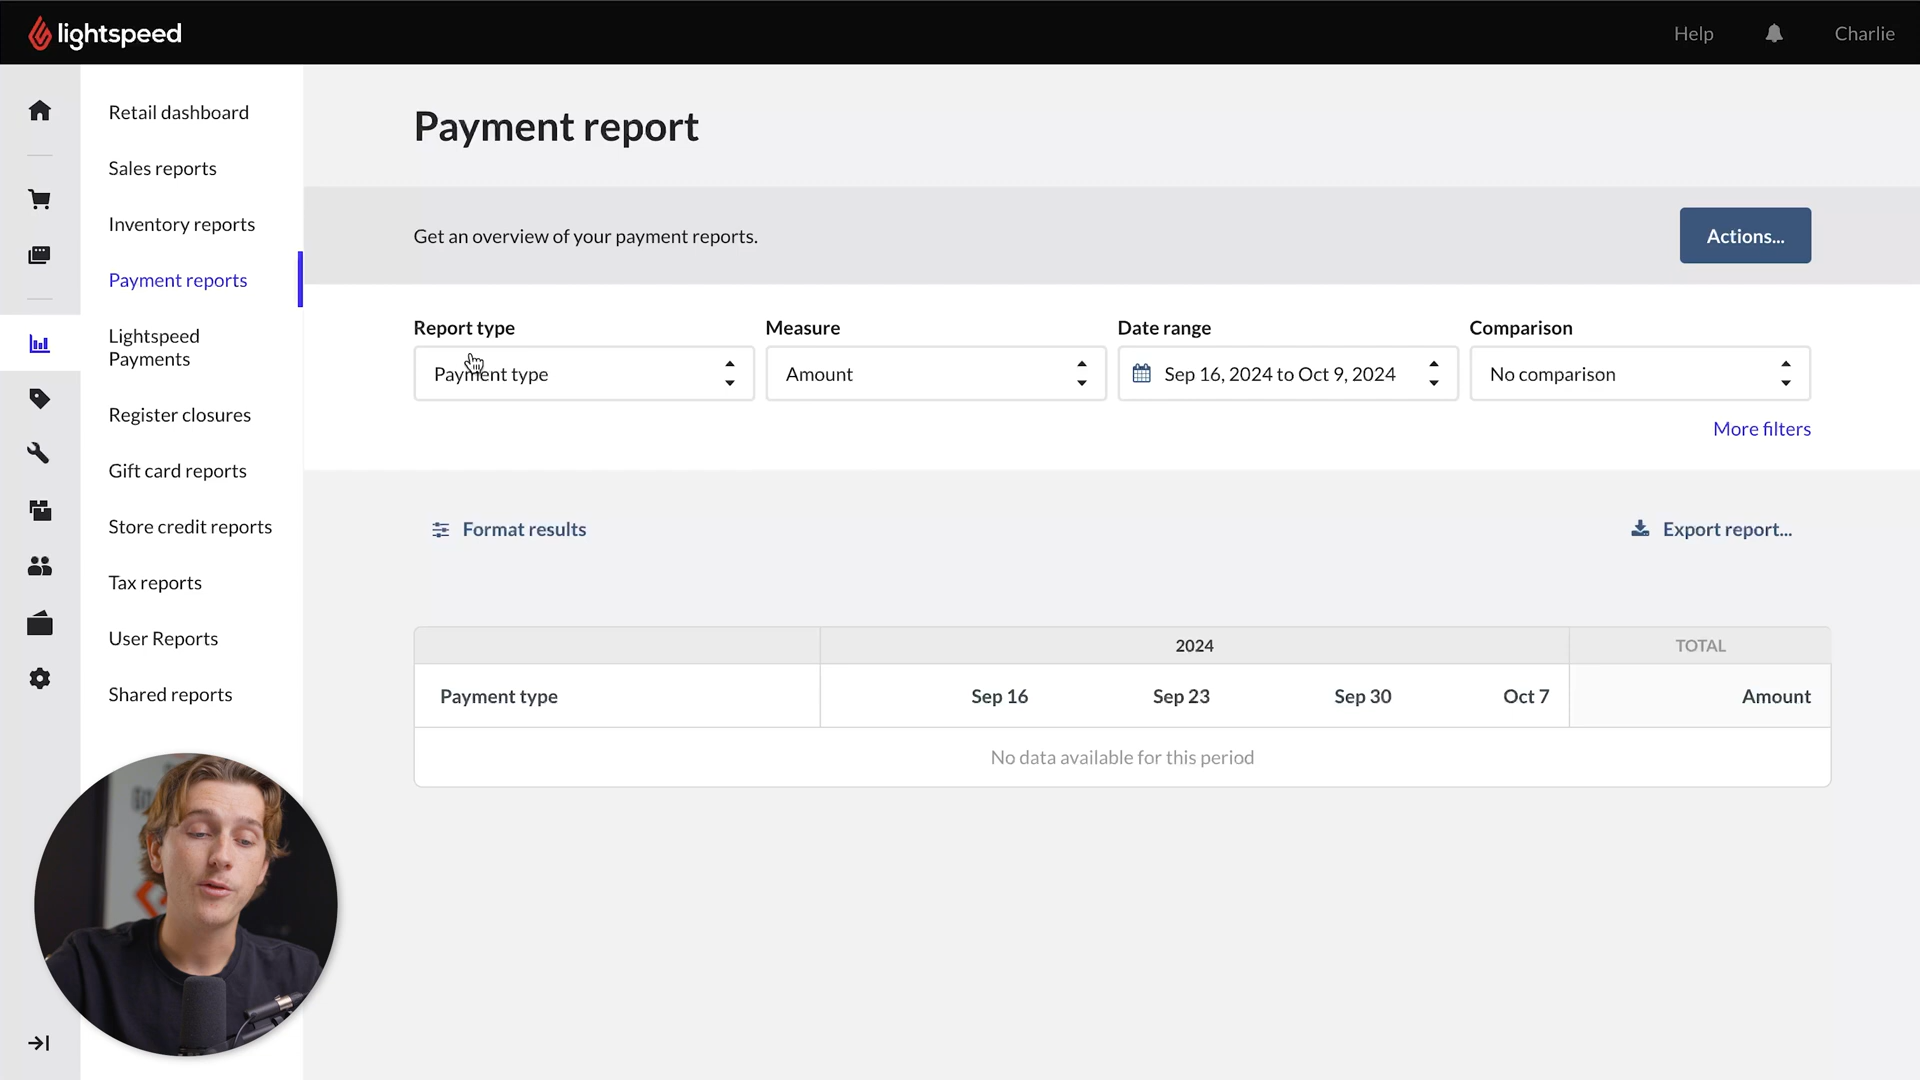 lightspeed
Help
Charlie
Retail dashboard
Sales reports
Inventory reports
Payment reports
Lightspeed
Payments
Register closures
Gift card reports
Store credit reports
Tax reports
User Reports
Shared reports
Payment report
Get an overview of your payment reports.
Actions...
Report type
Measure
Date range
Comparison
Payment type
Amount
Sep 16, 2024 to Oct 9, 2024
No comparison
More filters
Format results
Export report...
2024
TOTAL
Payment type
Sep 16
Sep 23
Sep 30
Oct 7
Amount
No data available for this period